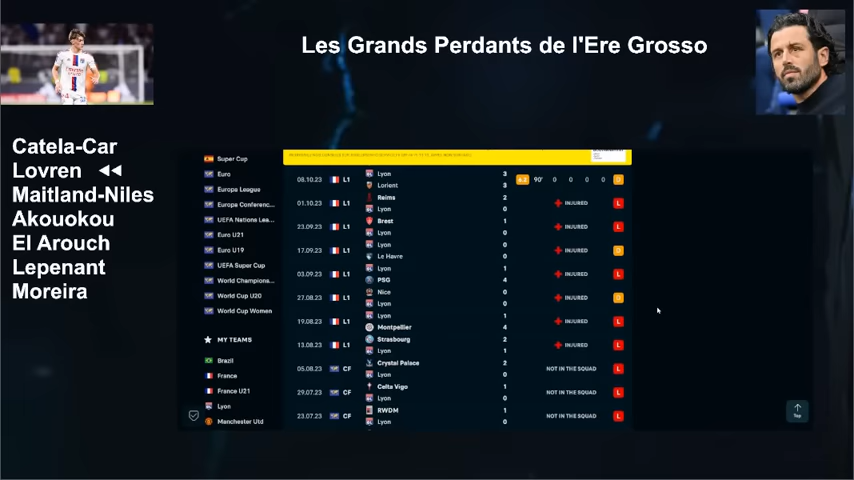 Les Grands Perdants de l'Ere Grosso
Catela-Car
Lovren
Maitland-Niles
Akouokou
El Arouch
Lepenant
Moreira
Super Cup
Euro
Europa League
Europa Conferenc...
UEFA Nations Lea...
Euro U21
Euro U19
UEFA Super Cup
World Champions...
World Cup U20
World Cup Women
MY TEAMS
Brazil
France
France U21
Lyon
Manchester Utd
08.10.23 L1 Lyon 3 6.3 90' 0 0 0 0 D
Lorient 3
01.10.23 L1 Reims 2 INJURED L
Lyon 0
23.09.23 L1 Brest 1 INJURED L
Lyon 0
17.09.23 L1 Lyon 0 INJURED D
Le Havre 0
03.09.23 L1 Lyon 1 INJURED L
PSG 4
27.08.23 L1 Nice 0 INJURED D
Lyon 0
19.08.23 L1 Lyon 1 INJURED L
Montpellier 4
13.08.23 L1 Strasbourg 2 INJURED L
Lyon 1
05.08.23 CF Crystal Palace 2 NOT IN THE SQUAD L
Lyon 0
29.07.23 CF Celta Vigo 1 NOT IN THE SQUAD L
Lyon 0
23.07.23 CF RWDM 1 NOT IN THE SQUAD L
Lyon 0
Top